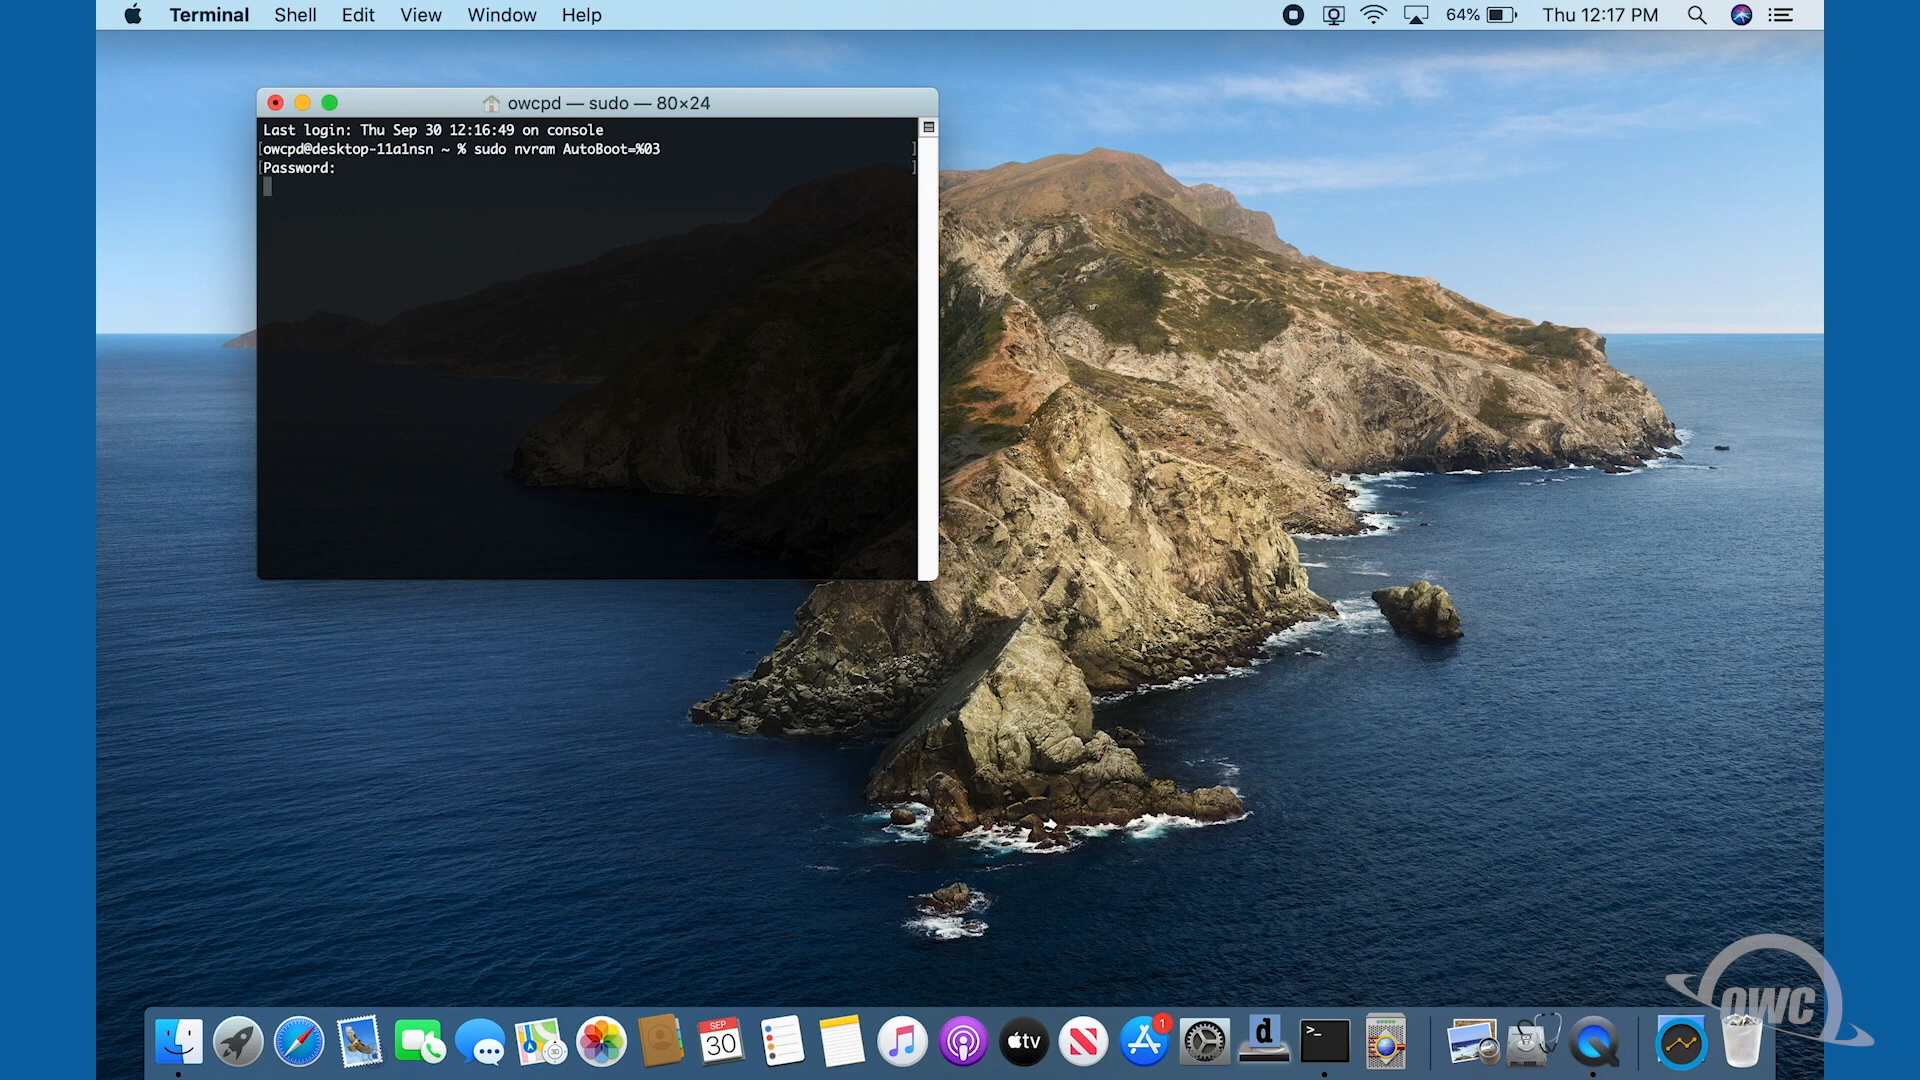 Terminal Shell Edit View Window Help 64% Thu 12:17 PM
owcpd — sudo — 80×24
Last login: Thu Sep 30 12:16:49 on console
[owcpd@desktop-11a1nsn ~ % sudo nvram AutoBoot=%03 ]
[Password: ]
OWC
SEP
30
tv
1
d
>_